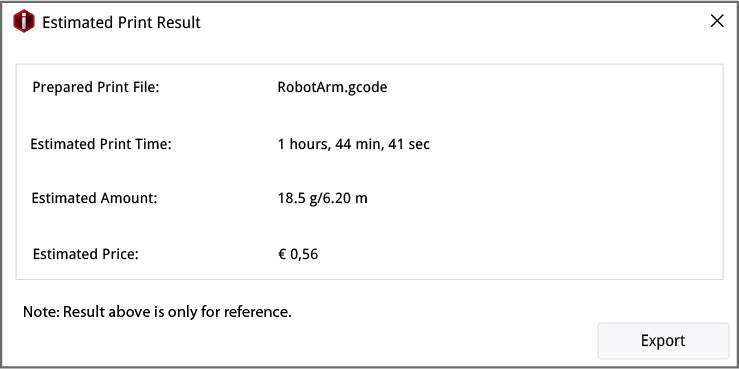 Estimated Print Result
Prepared Print File: RobotArm.gcode
Estimated Print Time: 1 hours, 44 min, 41 sec
Estimated Amount: 18.5 g/6.20 m
Estimated Price: € 0,56
Note: Result above is only for reference.
Export